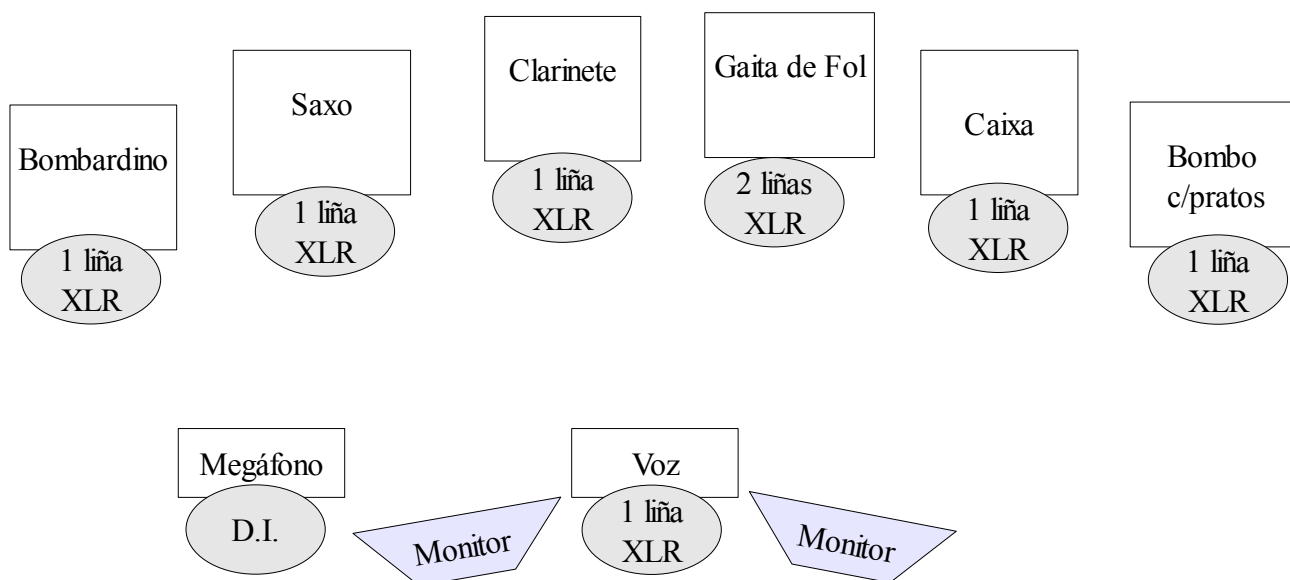 Bombardino
1 liña
XLR
Saxo
1 liña
XLR
Clarinete
1 liña
XLR
Gaita de Fol
2 liñas
XLR
Caixa
1 liña
XLR
Bombo
c/pratos
1 liña
XLR
Megáfono
D.I.
Monitor
Voz
1 liña
XLR
Monitor